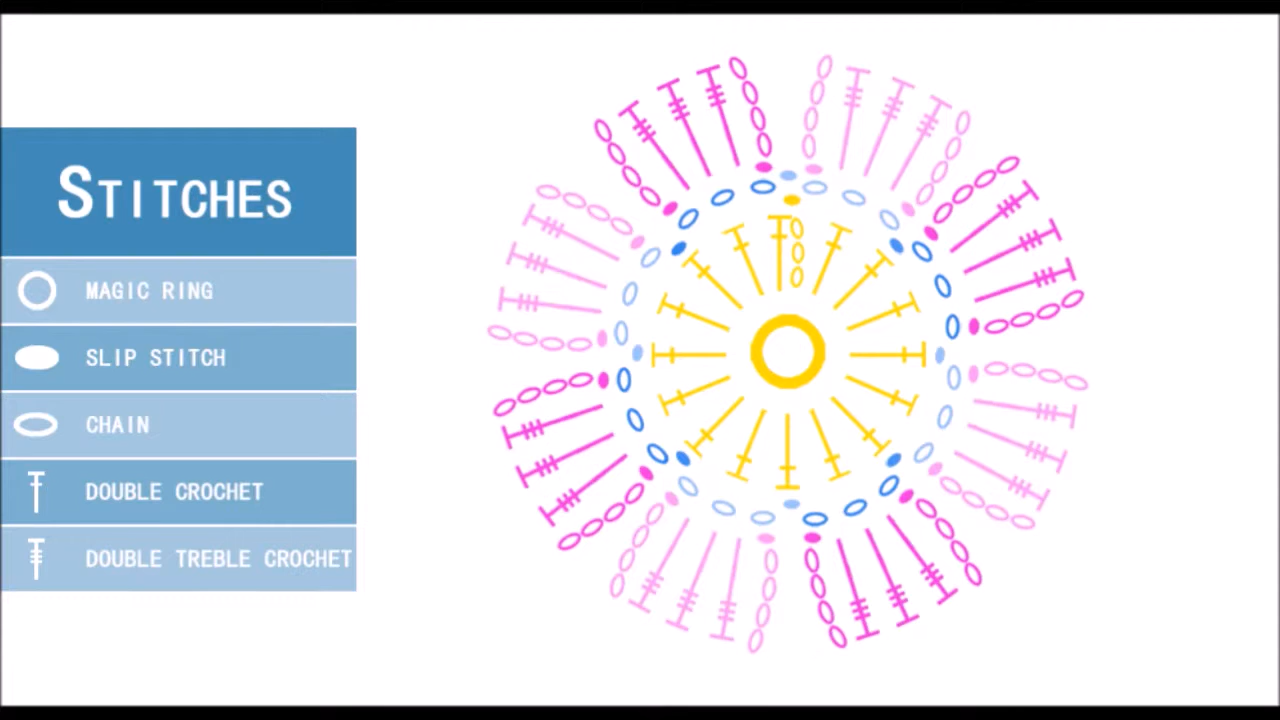 STITCHES
MAGIC RING
SLIP STITCH
CHAIN
DOUBLE CROCHET
DOUBLE TREBLE CROCHET